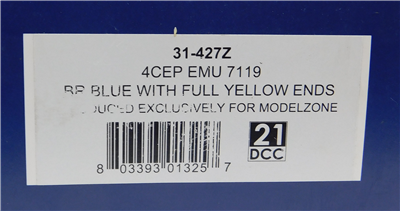 31-427Z
4CEP EMU 7119
BR BLUE WITH FULL YELLOW ENDS
EXCLUSIVELY FOR MODELZONE
21
DCC
8 03393 01325 7